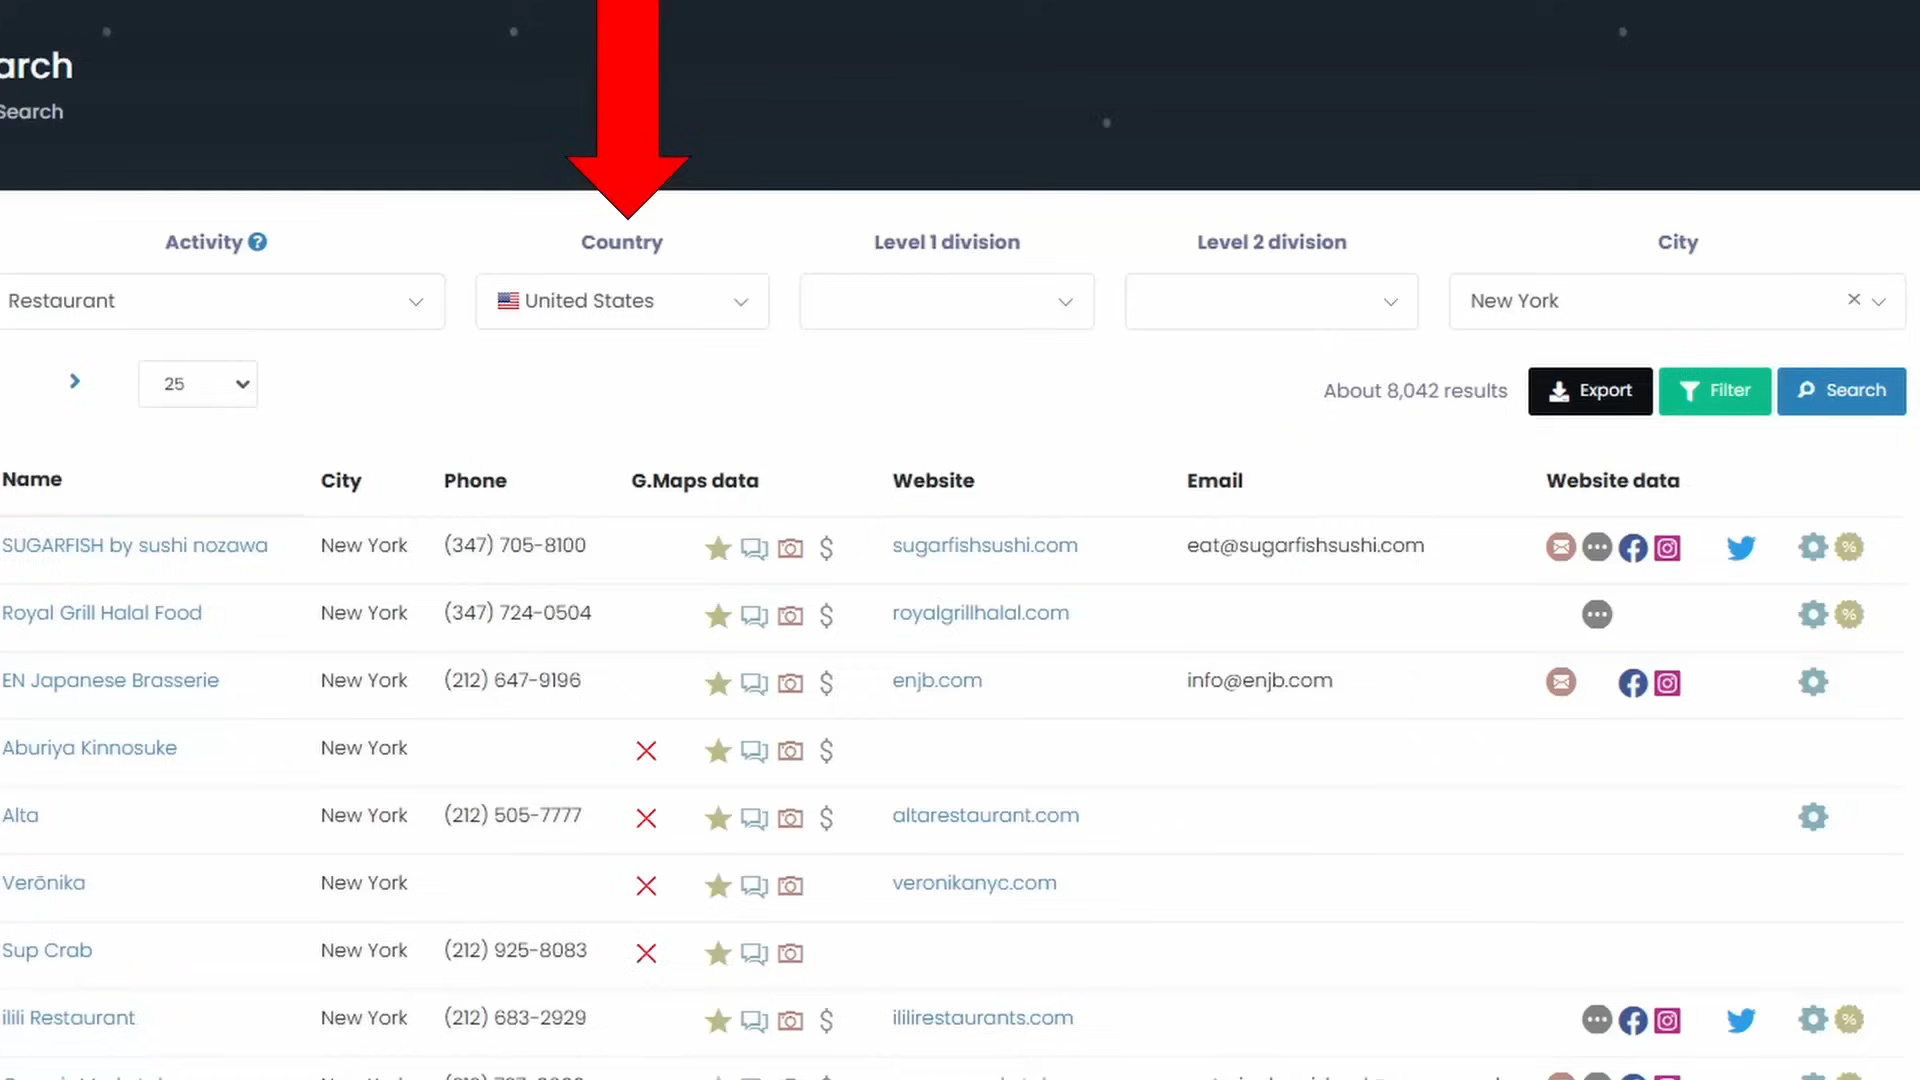 arch
Search
Activity ? Country Level 1 division Level 2 division City
Restaurant United States New York ×
25 About 8,042 results Export Filter Search
Name City Phone G.Maps data Website Email Website data
SUGARFISH by sushi nozawa New York (347) 705-8100 $ sugarfishsushi.com eat@sugarfishsushi.com %
Royal Grill Halal Food New York (347) 724-0504 $ royalgrillhalal.com %
EN Japanese Brasserie New York (212) 647-9196 $ enjb.com info@enjb.com
Aburiya Kinnosuke New York $
Alta New York (212) 505-7777 $ altarestaurant.com
Verōnika New York veronikanyc.com
Sup Crab New York (212) 925-8083
ilili Restaurant New York (212) 683-2929 $ ililirestaurants.com %